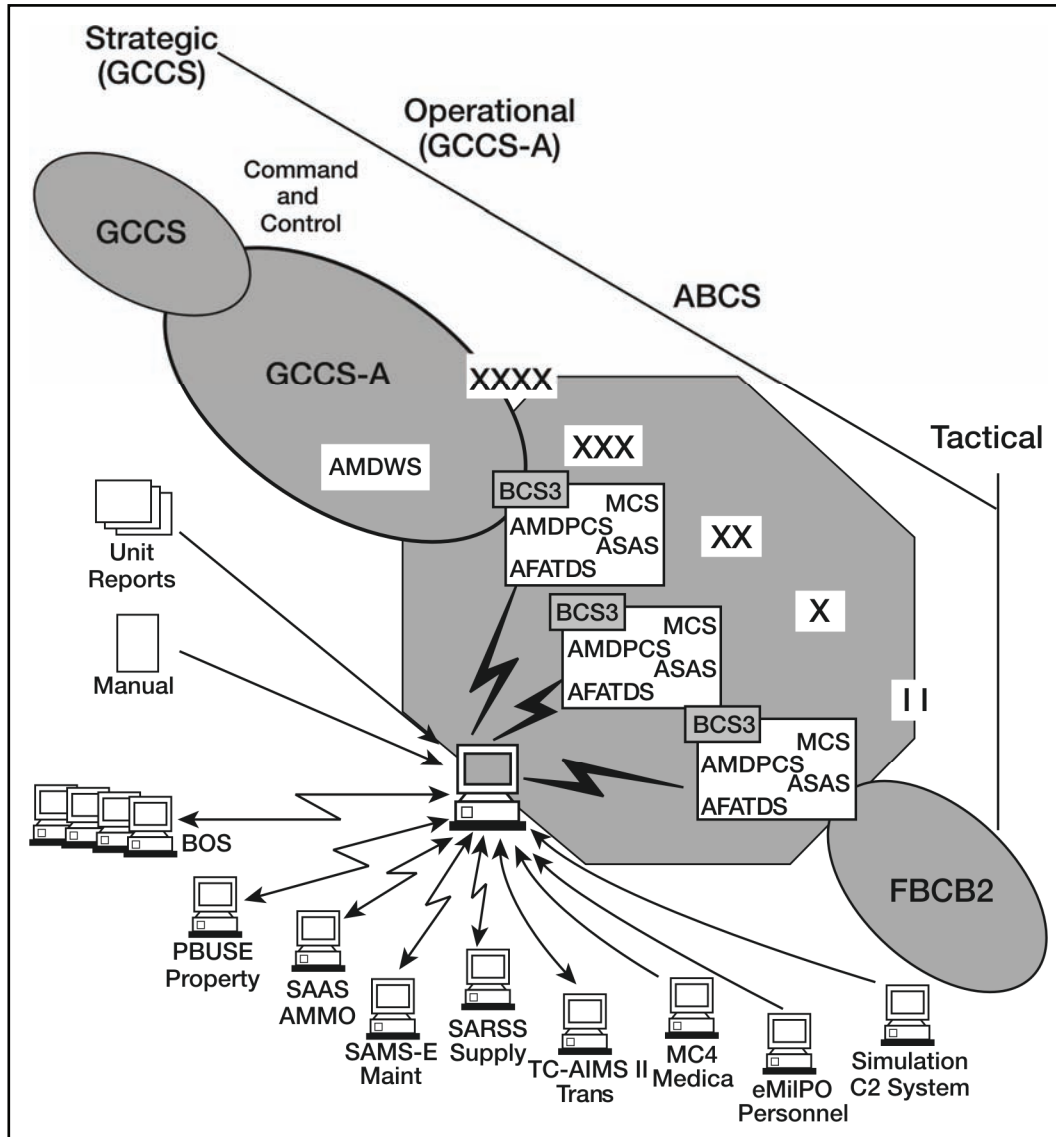 Strategic
(GCCS)
Operational
(GCCS-A)
Command
and
Control
GCCS
ABCS
GCCS-A
XXXX
Tactical
XXX
AMDWS
BCS3
MCS
AMDPCS
ASAS
AFATDS
XX
Unit
Reports
X
BCS3
MCS
AMDPCS
ASAS
AFATDS
Manual
I I
BCS3
MCS
AMDPCS
ASAS
AFATDS
BOS
FBCB2
PBUSE
Property
SAAS
AMMO
SAMS-E
Maint
SARSS
Supply
TC-AIMS II
Trans
MC4
Medica
eMilPO
Personnel
Simulation
C2 System